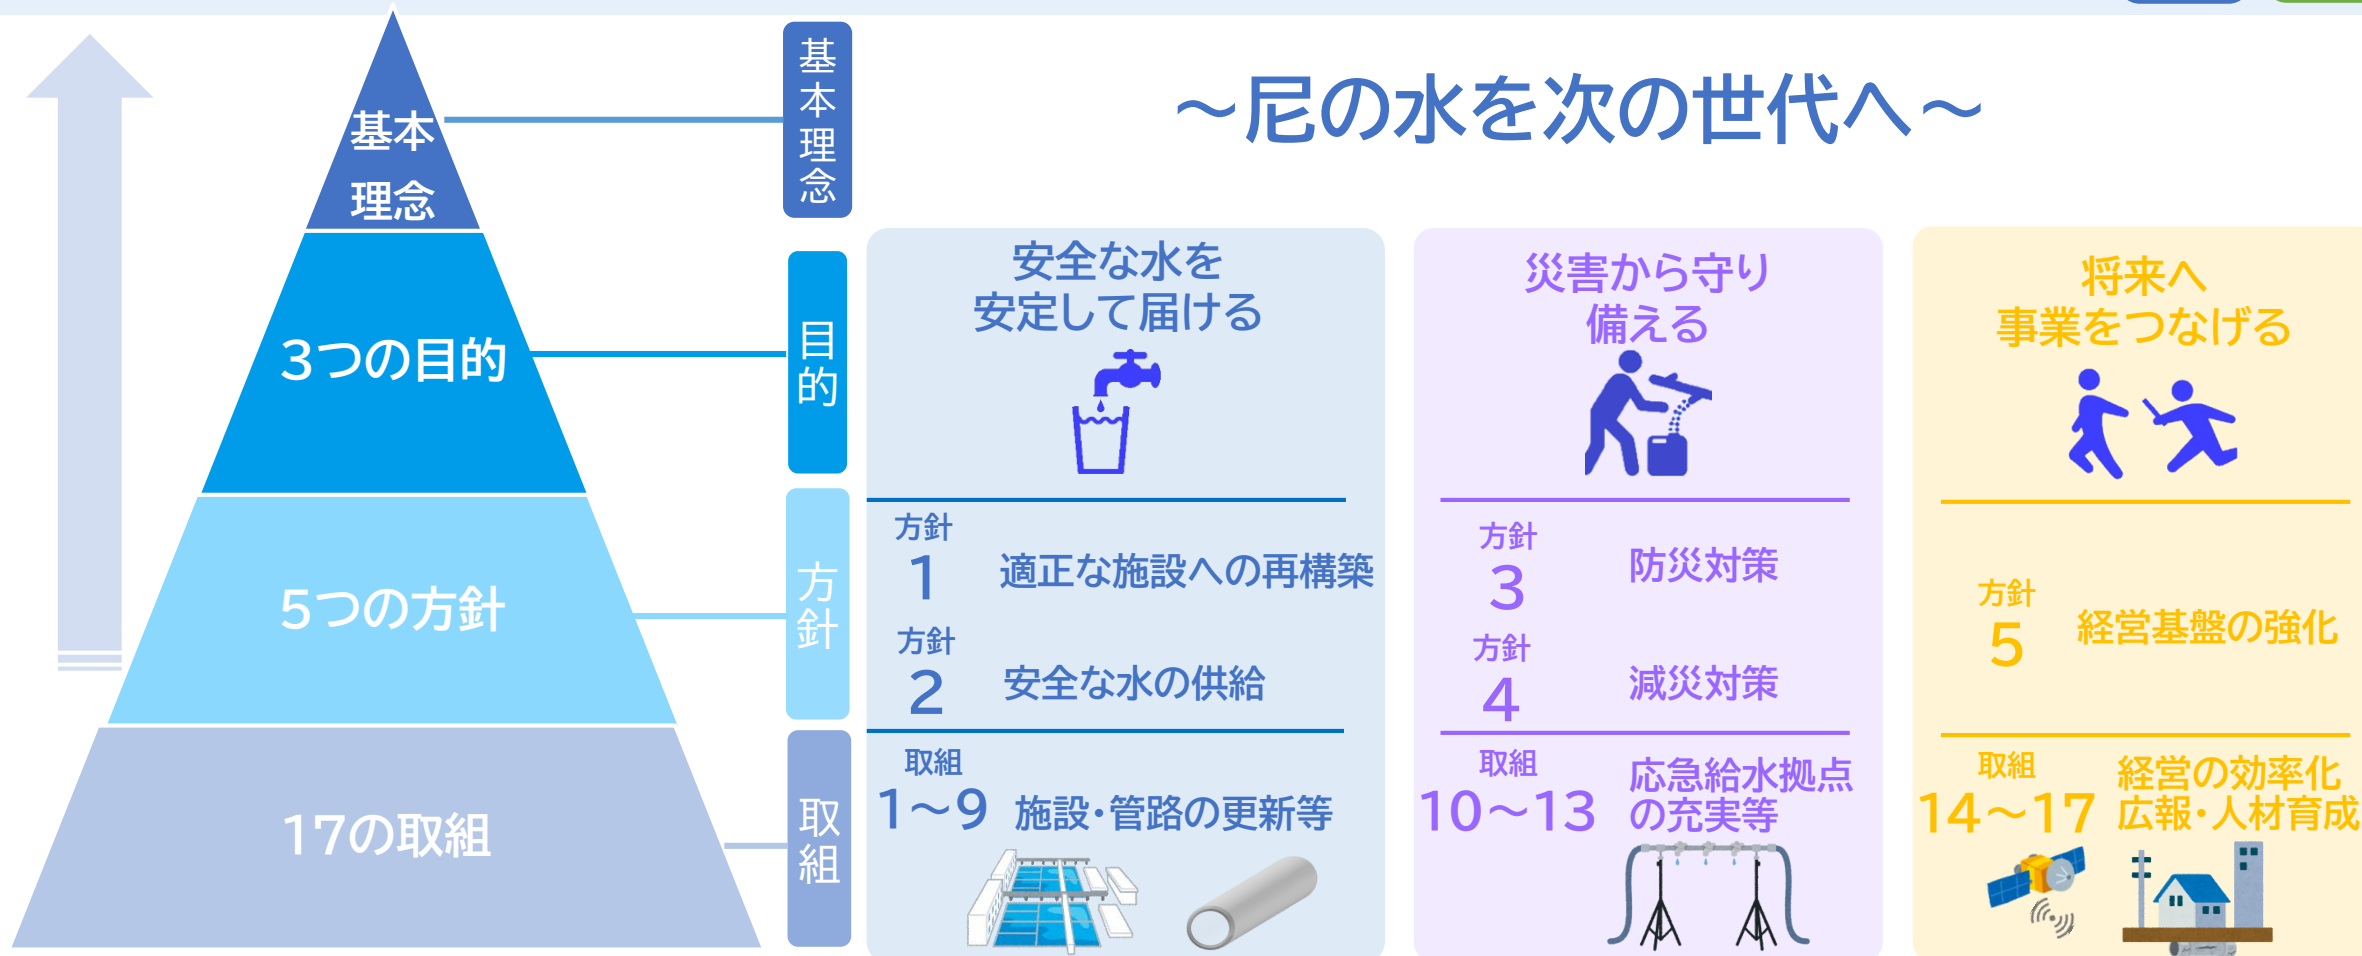 基本
理念
3つの目的
5つの方針
17の取組
基本理念
～尼の水を次の世代へ～
目的
安全な水を
安定して届ける
災害から守り
備える
将来へ
事業をつなげる
方針
方針
1
適正な施設への再構築
方針
2
安全な水の供給
方針
3
防災対策
方針
4
減災対策
方針
5
経営基盤の強化
取組
取組
1～9
施設・管路の更新等
取組
10～13
応急給水拠点
の充実等
取組
14～17
経営の効率化
広報・人材育成